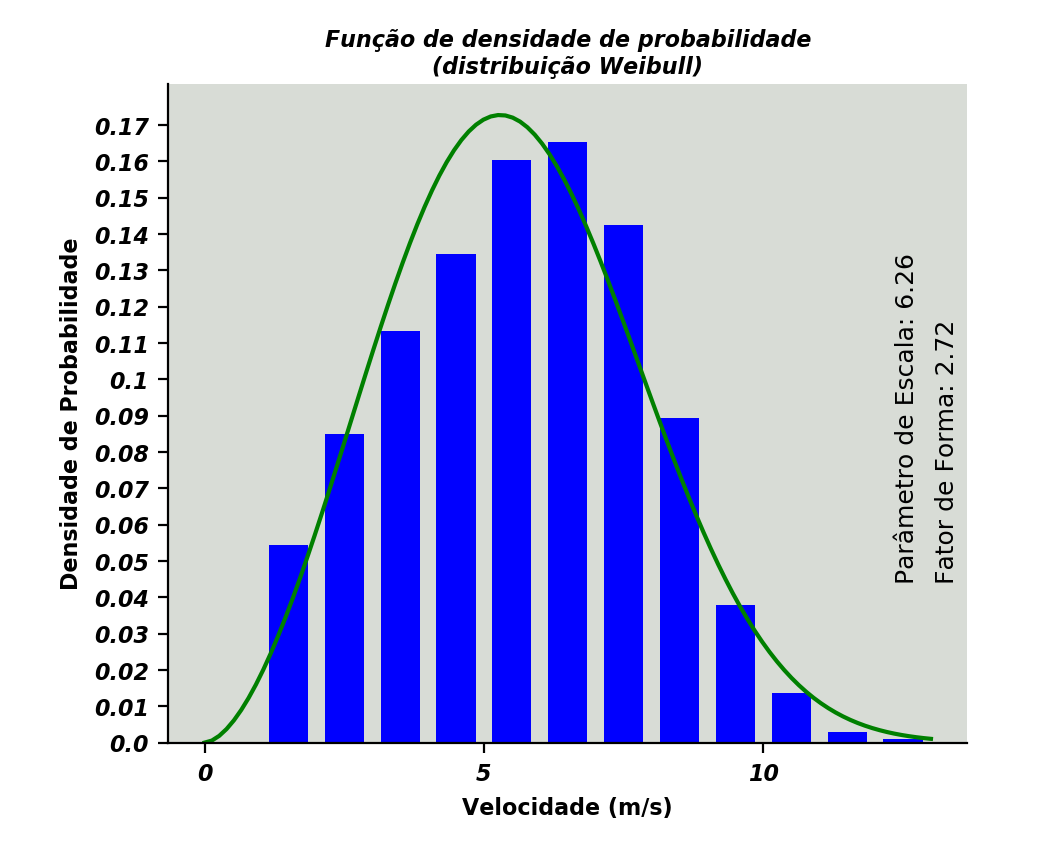 Função de densidade de probabilidade
(distribuição Weibull)
Densidade de Probabilidade
0.17
0.16
0.15
0.14
0.13
0.12
0.11
0.1
0.09
0.08
0.07
0.06
0.05
0.04
0.03
0.02
0.01
0.0
0 5 10
Velocidade (m/s)
Parâmetro de Escala: 6.26
Fator de Forma: 2.72